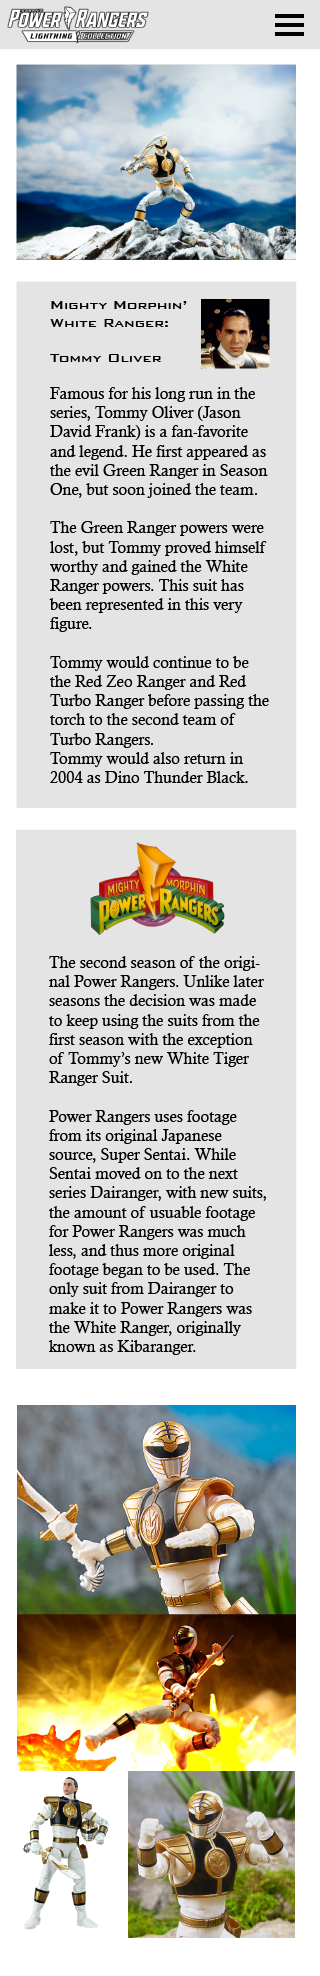 POWER RANGERS
LIGHTNING COLLECTION
Mighty Morphin'
White Ranger:
Tommy Oliver
Famous for his long run in the
series, Tommy Oliver (Jason
David Frank) is a fan-favorite
and legend. He first appeared as
the evil Green Ranger in Season
One, but soon joined the team.
The Green Ranger powers were
lost, but Tommy proved himself
worthy and gained the White
Ranger powers. This suit has
been represented in this very
figure.
Tommy would continue to be
the Red Zeo Ranger and Red
Turbo Ranger before passing the
torch to the second team of
Turbo Rangers.
Tommy would also return in
2004 as Dino Thunder Black.
MIGHTY MORPHIN
POWER RANGERS
The second season of the origi-
nal Power Rangers. Unlike later
seasons the decision was made
to keep using the suits from the
first season with the exception
of Tommy's new White Tiger
Ranger Suit.
Power Rangers uses footage
from its original Japanese
source, Super Sentai. While
Sentai moved on to the next
series Dairanger, with new suits,
the amount of usuable footage
for Power Rangers was much
less, and thus more original
footage began to be used. The
only suit from Dairanger to
make it to Power Rangers was
the White Ranger, originally
known as Kibaranger.